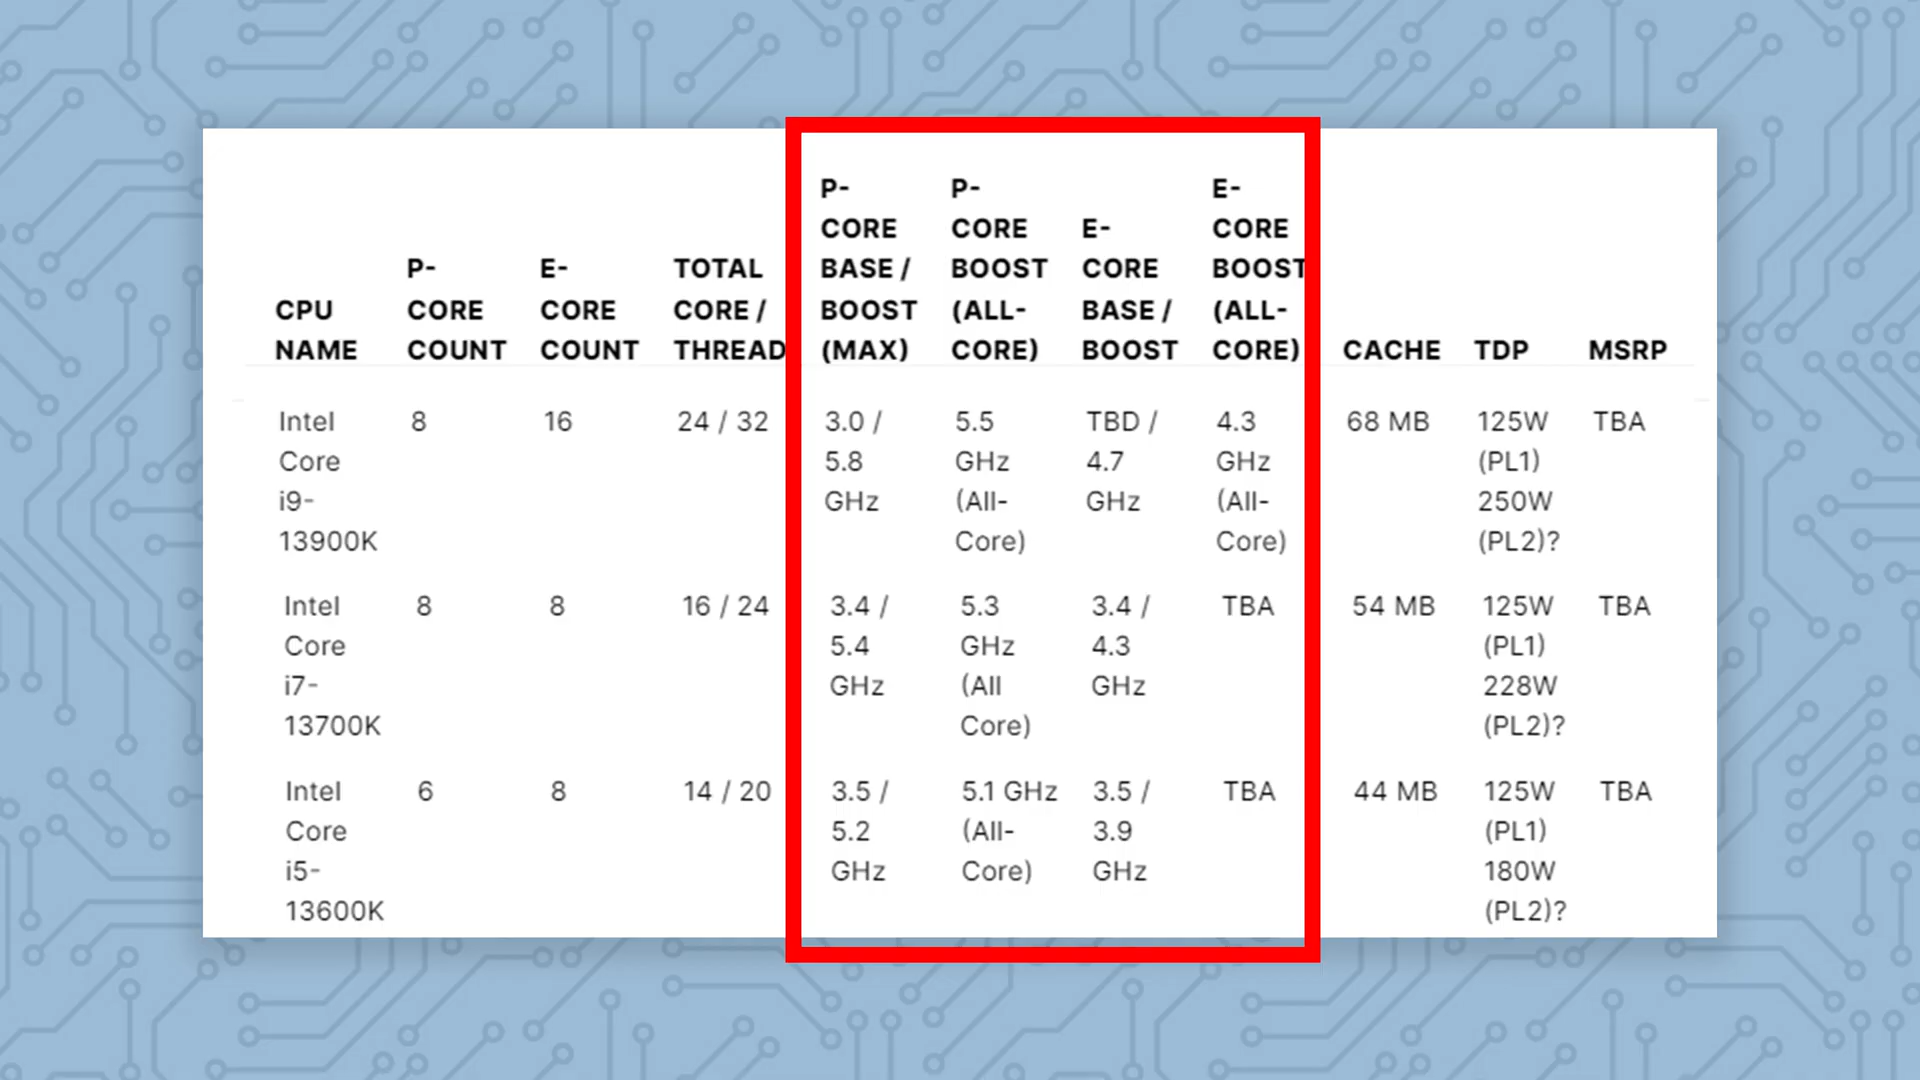 CPU NAME | P-CORE COUNT | E-CORE COUNT | TOTAL CORE / THREAD | P-CORE BASE / BOOST (MAX) | P-CORE BOOST (ALL-CORE) | E-CORE BASE / BOOST | E-CORE BOOST (ALL-CORE) | CACHE | TDP | MSRP
Intel Core i9-13900K | 8 | 16 | 24 / 32 | 3.0 / 5.8 GHz | 5.5 GHz (All-Core) | TBD / 4.7 GHz | 4.3 GHz (All-Core) | 68 MB | 125W (PL1) 250W (PL2)? | TBA
Intel Core i7-13700K | 8 | 8 | 16 / 24 | 3.4 / 5.4 GHz | 5.3 GHz (All Core) | 3.4 / 4.3 GHz | TBA | 54 MB | 125W (PL1) 228W (PL2)? | TBA
Intel Core i5-13600K | 6 | 8 | 14 / 20 | 3.5 / 5.2 GHz | 5.1 GHz (All-Core) | 3.5 / 3.9 GHz | TBA | 44 MB | 125W (PL1) 180W (PL2)? | TBA